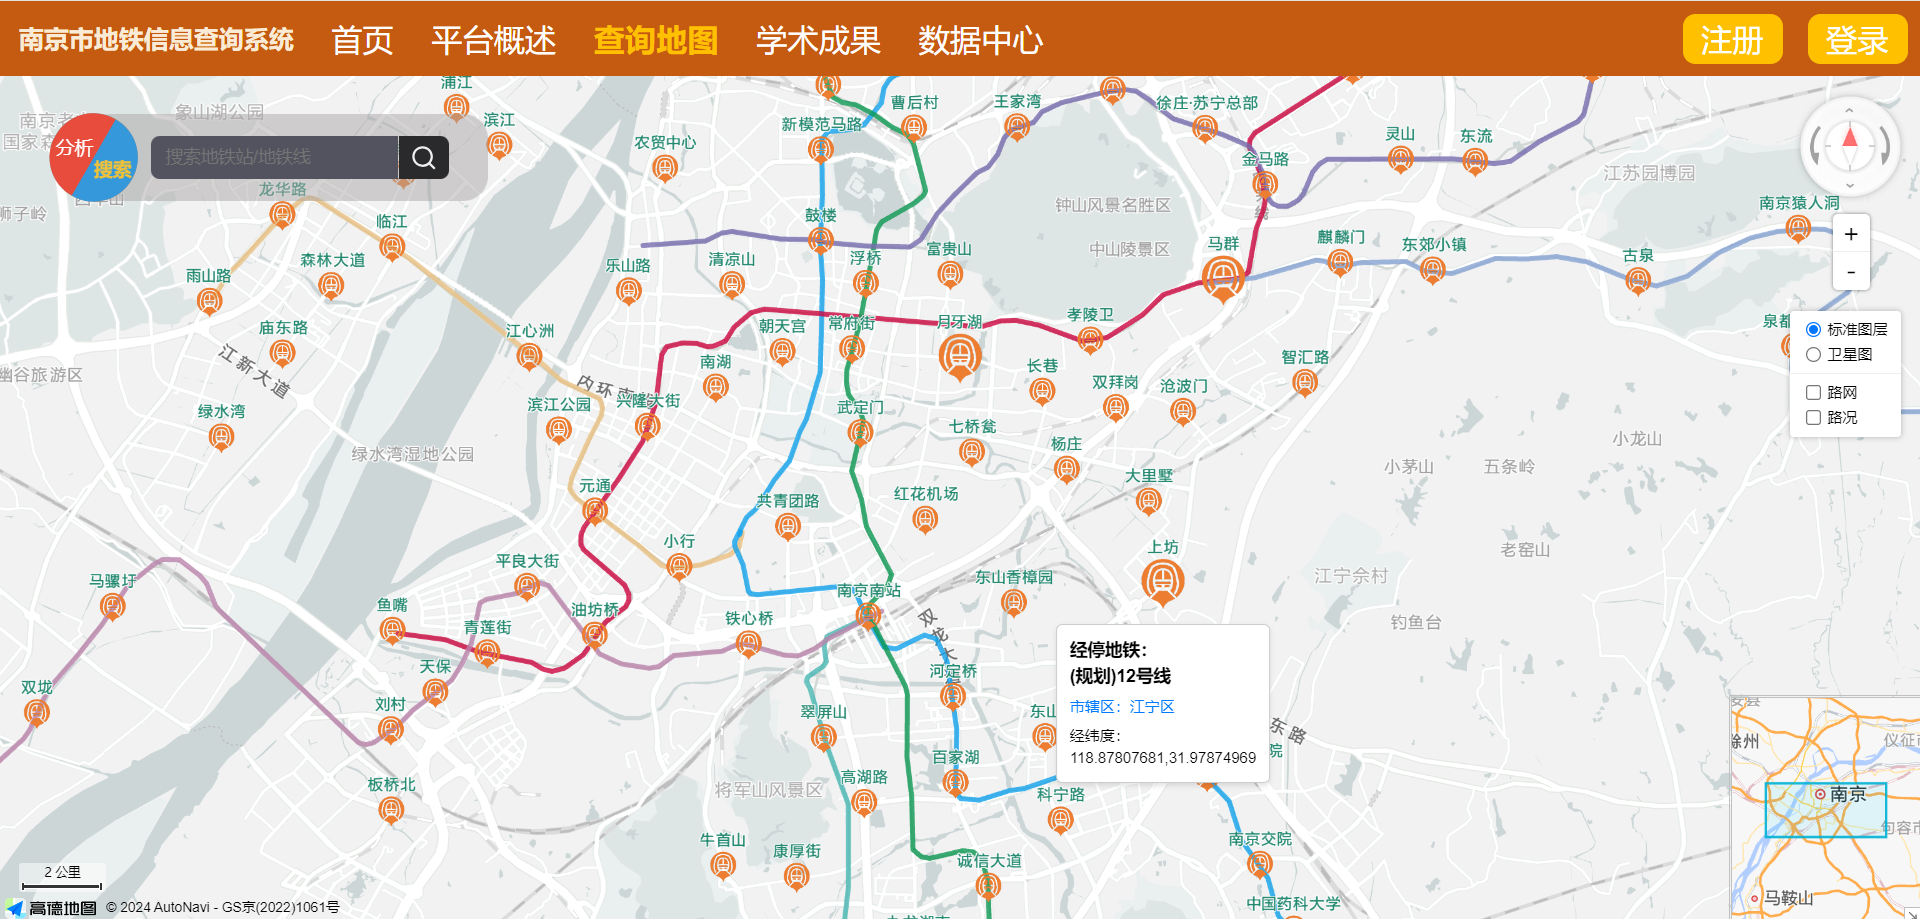 南京市地铁信息查询系统
首页
平台概述
查询地图
学术成果
数据中心
注册
登录
浦江
象山湖公园
曹后村
王家湾
徐庄·苏宁总部
滨江
新模范马路
灵山
东流
农贸中心
分析
搜索
搜索地铁站/地铁线
金马路
江苏园博园
龙华路
狮子岭
钟山风景名胜区
南京猿人洞
临江
鼓楼
马群
麒麟门
东郊小镇
中山陵景区
富贵山
古泉
森林大道
清凉山
浮桥
乐山路
雨山路
+
-
孝陵卫
月牙湖
常府街
朝天宫
江心洲
庙东路
标准图层
卫星图
路网
路况
智汇路
南湖
长巷
江新大道
幽谷旅游区
双拜岗
沧波门
兴隆大街
滨江公园
武定门
绿水湾
七桥瓮
杨庄
小龙山
绿水湾湿地公园
小茅山
五条岭
大里墅
元通
共青团路
红花机场
小行
上坊
老窑山
平良大街
马骡圩
东山香樟园
江宁佘村
南京南站
鱼嘴
油坊桥
铁心桥
青莲街
钓鱼台
经停地铁：
(规划)12号线
市辖区：江宁区
经纬度：
118.87807681,31.97874969
天保
河定桥
双垅
刘村
翠屏山
东山
东路
院
百家湖
滁州
仪征市
板桥北
高湖路
将军山风景区
科宁路
南京
句容市
牛首山
康厚街
南京交院
诚信大道
2 公里
中国药科大学
马鞍山
高德地图
© 2024 AutoNavi - GS京(2022)1061号